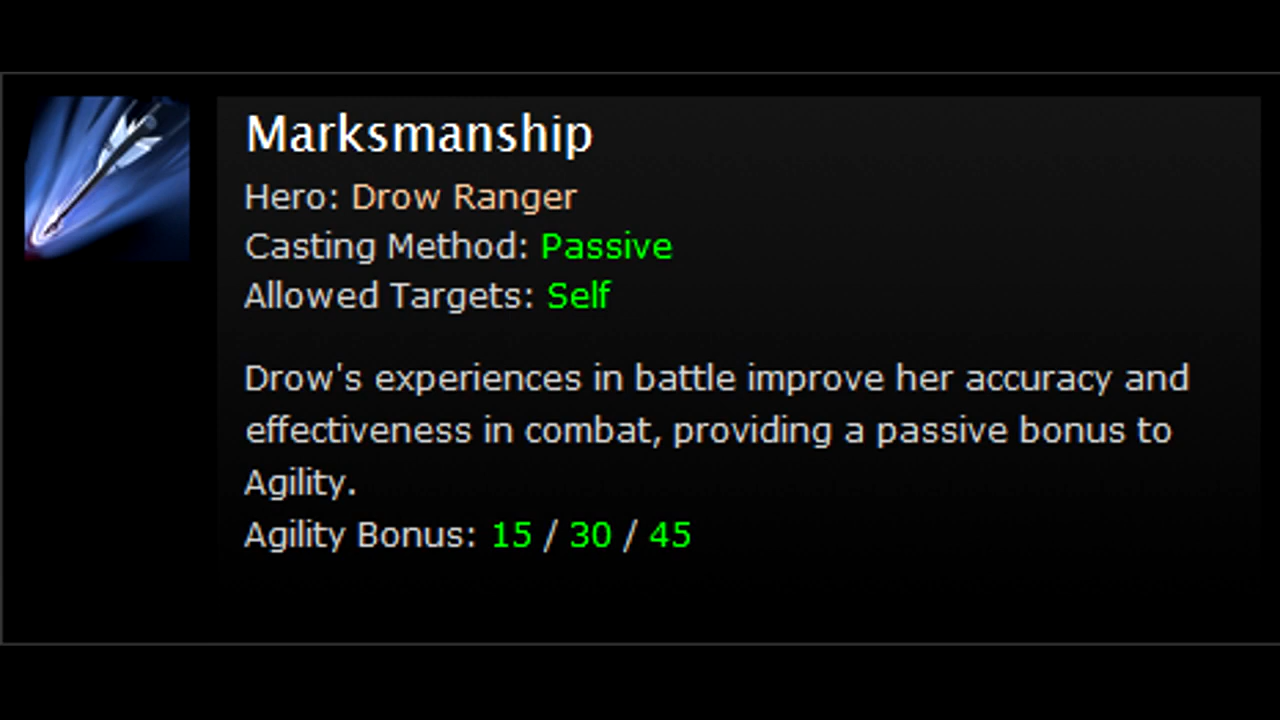 Marksmanship
Hero: Drow Ranger
Casting Method: Passive
Allowed Targets: Self
Drow's experiences in battle improve her accuracy and
effectiveness in combat, providing a passive bonus to
Agility.
Agility Bonus: 15 / 30 / 45